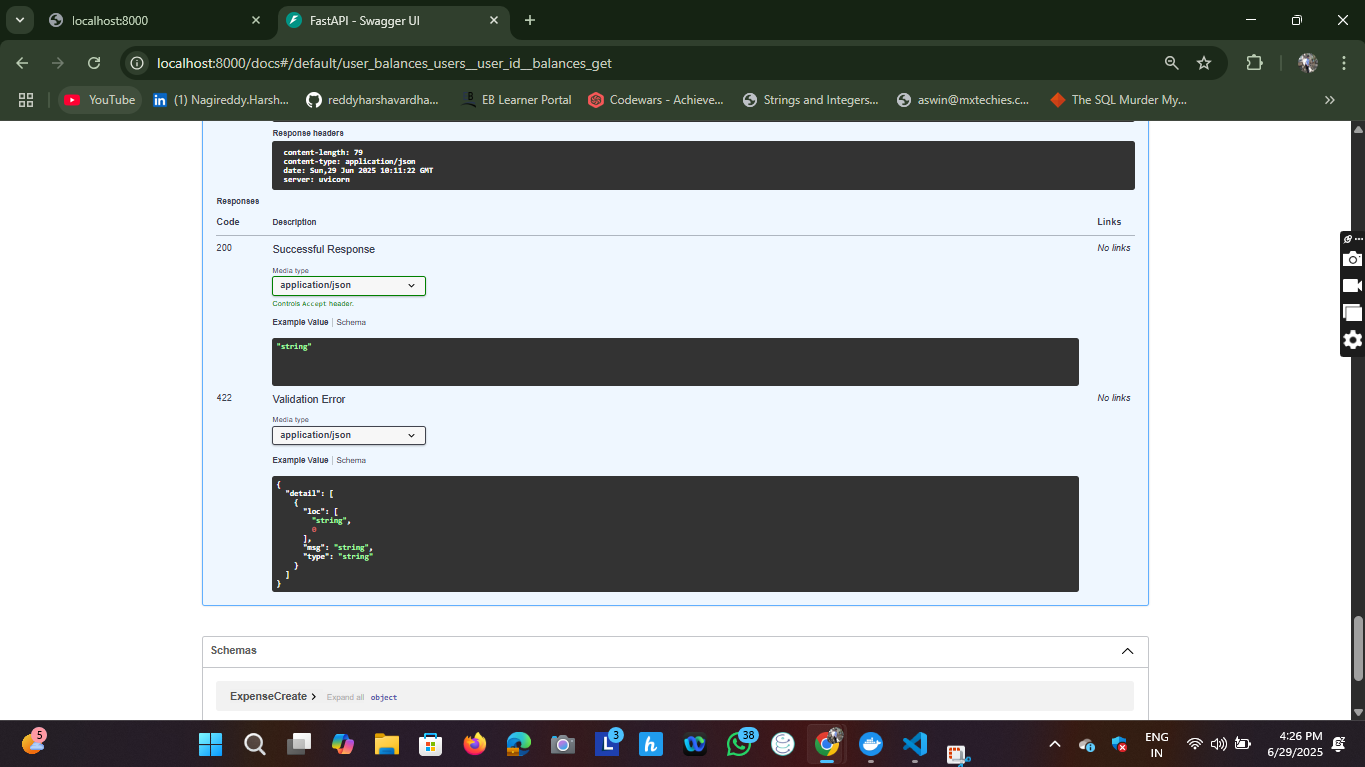 localhost:8000
FastAPI - Swagger UI
localhost:8000/docs#/default/user_balances_users__user_id__balances_get
YouTube
(1) Nagireddy.Harsh...
reddyharshavardha...
EB Learner Portal
Codewars - Achieve...
Strings and Integers...
aswin@mxtechies.c...
The SQL Murder My...
Response headers
content-length: 79
content-type: application/json
date: Sun,29 Jun 2025 10:11:22 GMT
server: uvicorn
Responses
Code Description Links
200 Successful Response No links
Media type
application/json
Controls Accept header.
Example Value | Schema
"string"
422 Validation Error No links
Media type
application/json
Example Value | Schema
{
"detail": [
{
"loc": [
"string",
0
],
"msg": "string",
"type": "string"
}
]
}
Schemas
ExpenseCreate Expand all object
5
3
38
ENG
IN
4:26 PM
6/29/2025